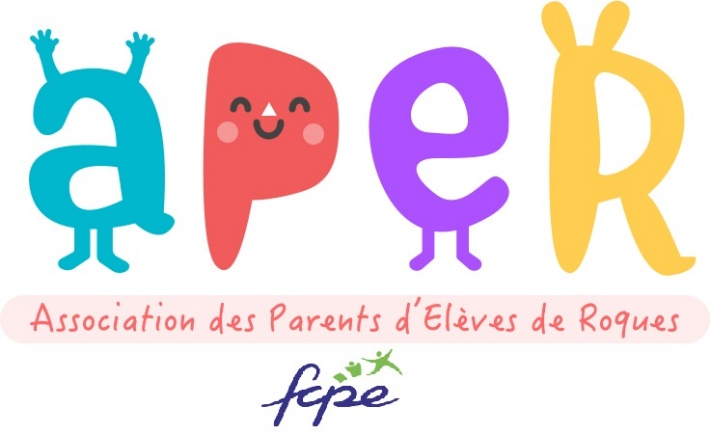 aPeR
Association des Parents d'Elèves de Roques
fcpe